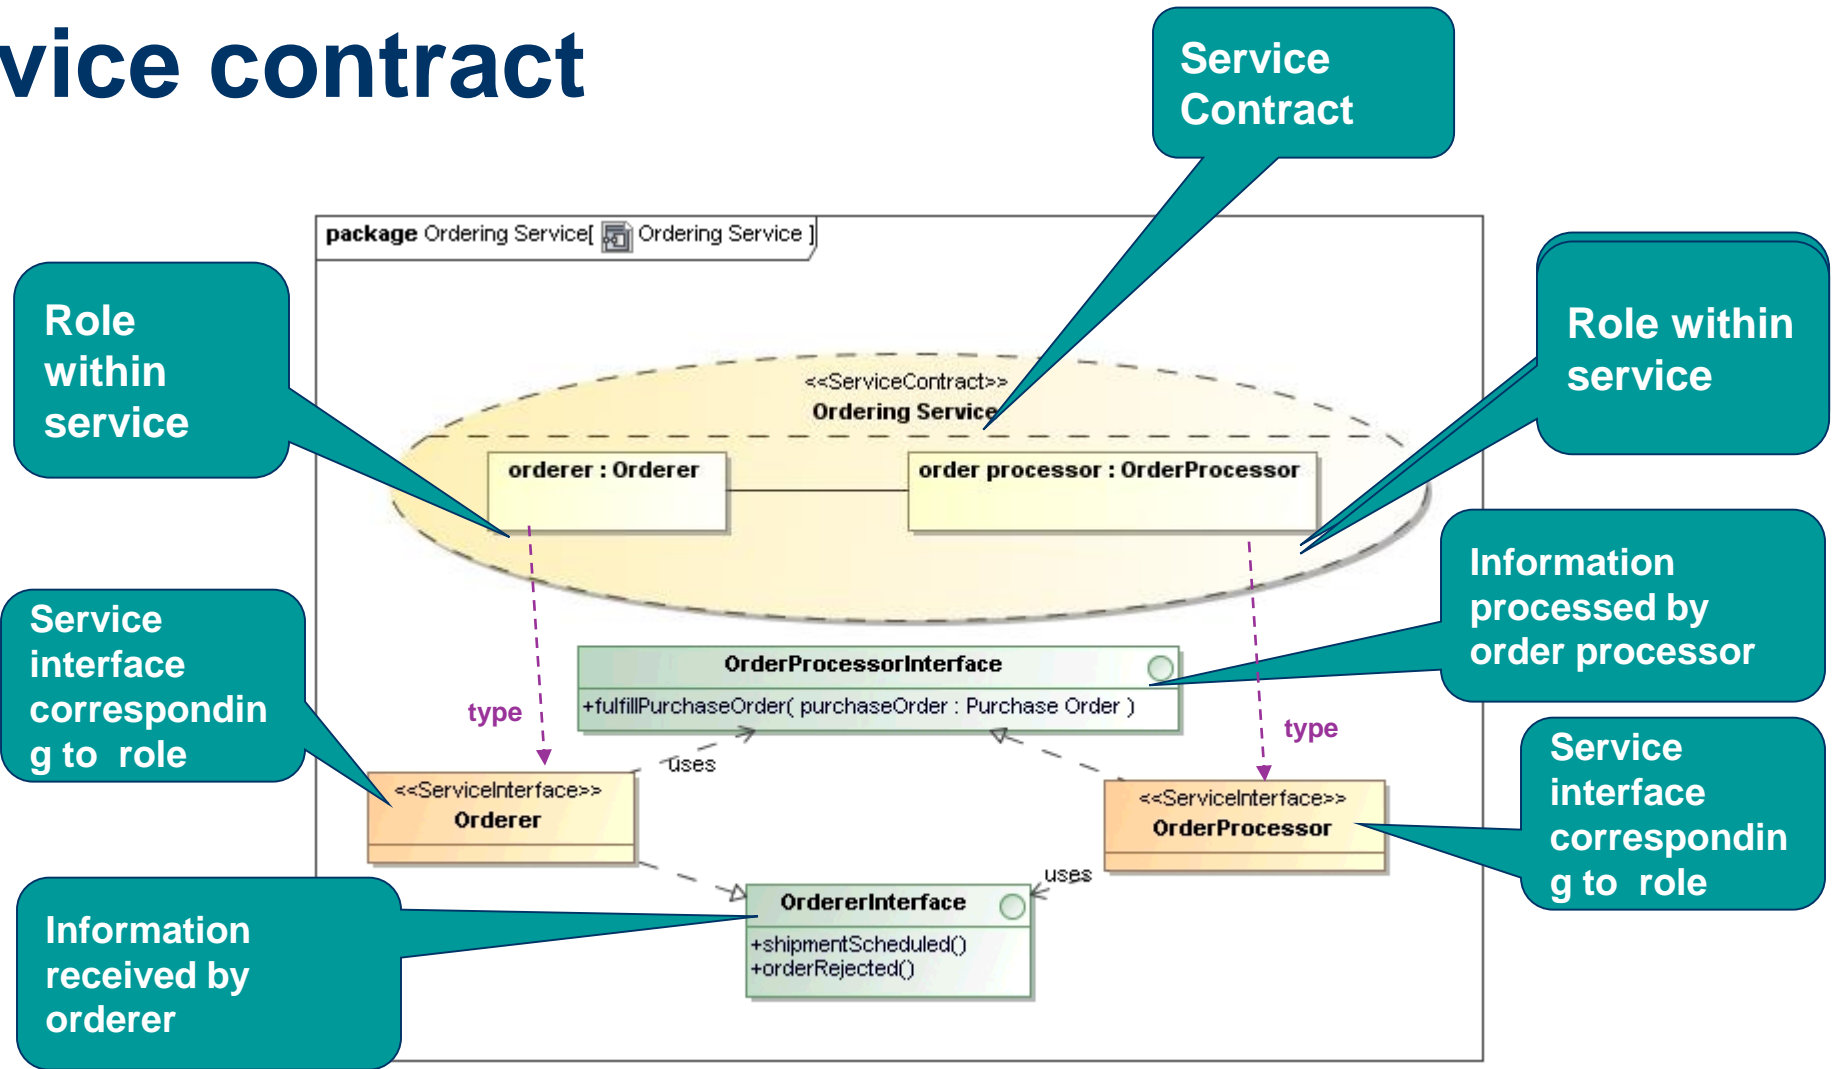 vice contract
Service
Contract
package Ordering Service[ Ordering Service ]
Role
within
service
Role within
service
<<ServiceContract>>
Ordering Service
orderer : Orderer
order processor : OrderProcessor
Information
processed by
order processor
Service
interface
correspondin
g to role
OrderProcessorInterface
+fulfillPurchaseOrder( purchaseOrder : Purchase Order )
type
type
uses
<<ServiceInterface>>
Orderer
<<ServiceInterface>>
OrderProcessor
Service
interface
correspondin
g to role
uses
OrdererInterface
+shipmentScheduled()
+orderRejected()
Information
received by
orderer